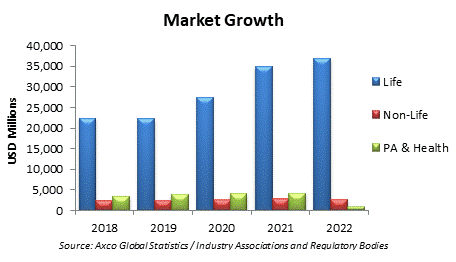 Market Growth
40,000
35,000
30,000
25,000
20,000
15,000
10,000
5,000
0
USD Millions
2018 2019 2020 2021 2022
Life
Non-Life
PA & Health
Source: Axco Global Statistics / Industry Associations and Regulatory Bodies